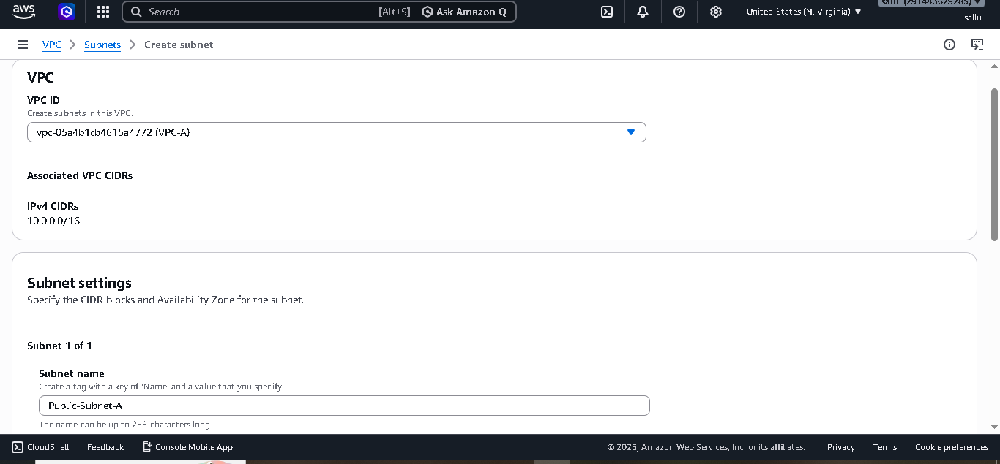 aws
Search [Alt+S] Ask Amazon Q
United States (N. Virginia)
sallu (291483629285)
sallu
VPC > Subnets > Create subnet
VPC
VPC ID
Create subnets in this VPC.
vpc-05a4b1cb4615a4772 (VPC-A)
Associated VPC CIDRs
IPv4 CIDRs
10.0.0.0/16
Subnet settings
Specify the CIDR blocks and Availability Zone for the subnet.
Subnet 1 of 1
Subnet name
Create a tag with a key of 'Name' and a value that you specify.
Public-Subnet-A
The name can be up to 256 characters long.
CloudShell Feedback Console Mobile App © 2026, Amazon Web Services, Inc. or its affiliates. Privacy Terms Cookie preferences